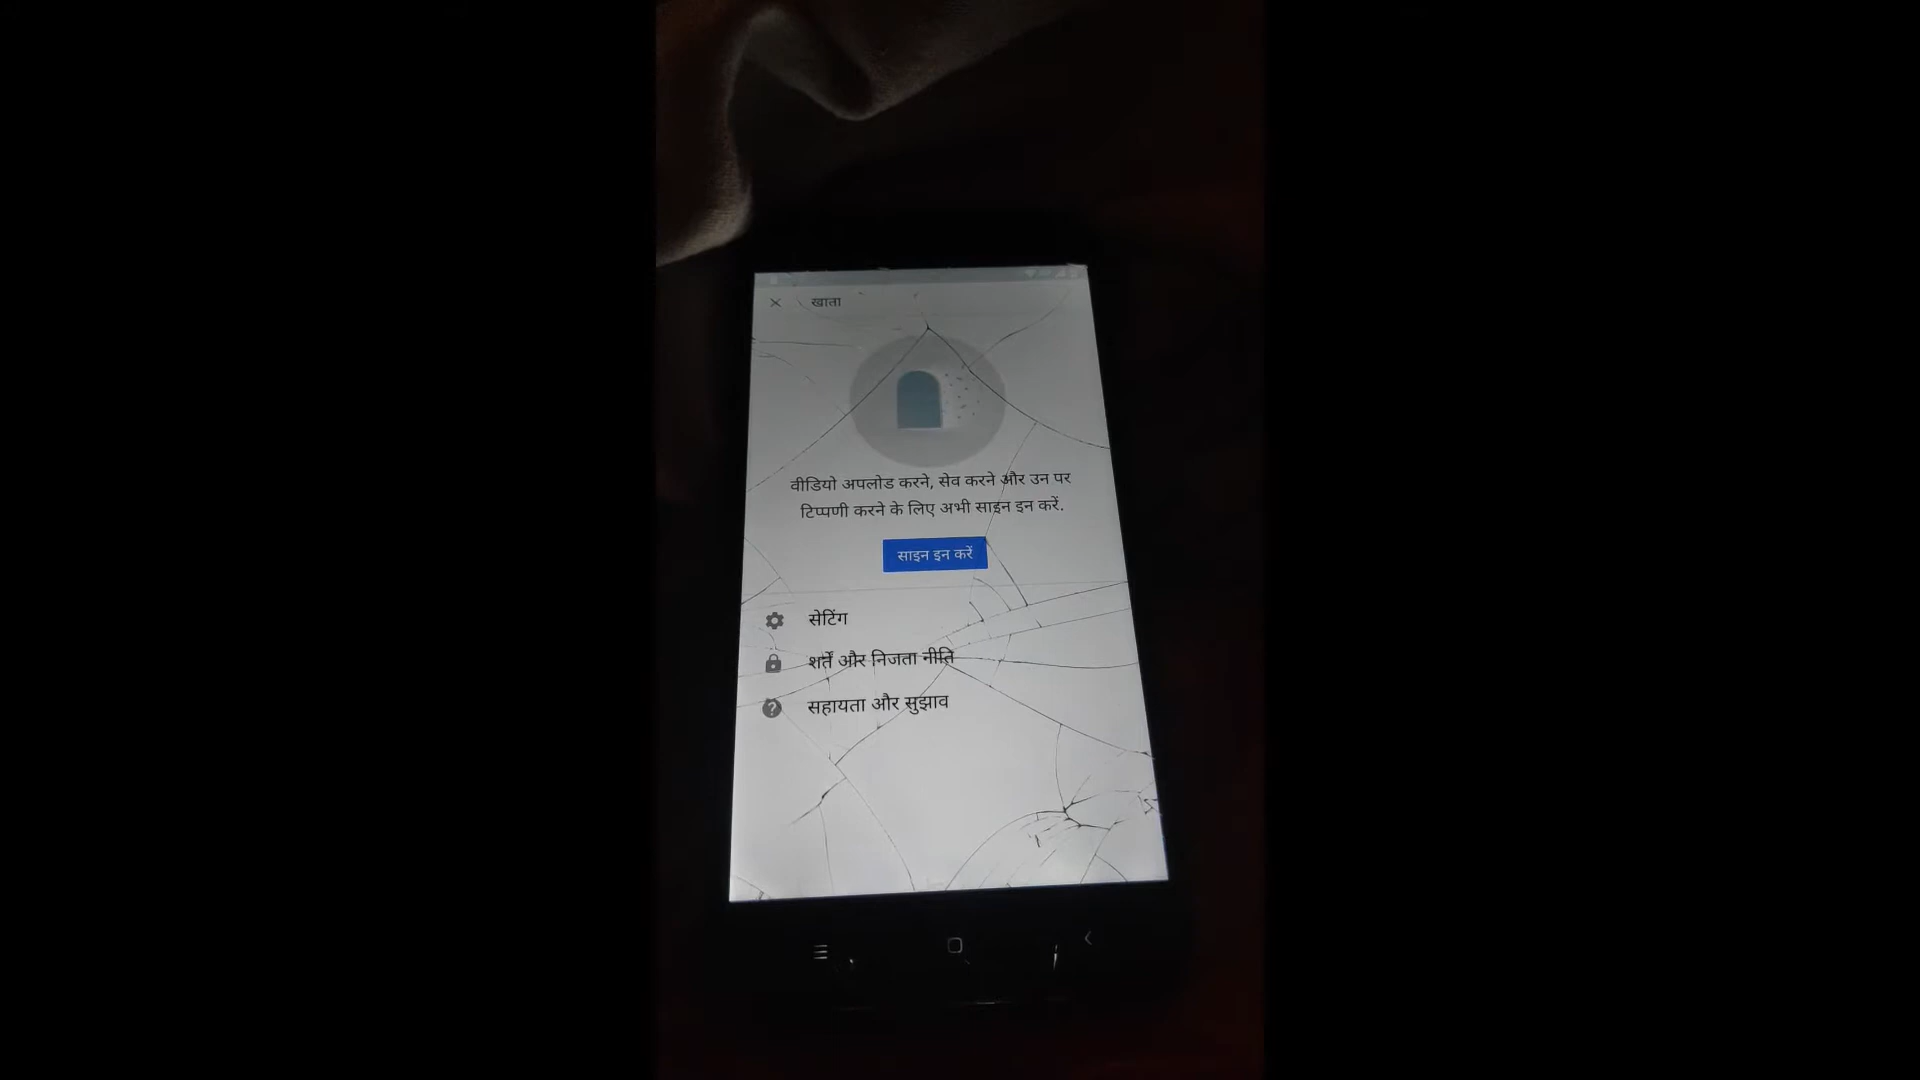 खाता
वीडियो अपलोड करने, सेव करने और उन पर
टिप्पणी करने के लिए अभी साइन इन करें.
साइन इन करें
सेटिंग
शर्तें और निजता नीति
सहायता और सुझाव